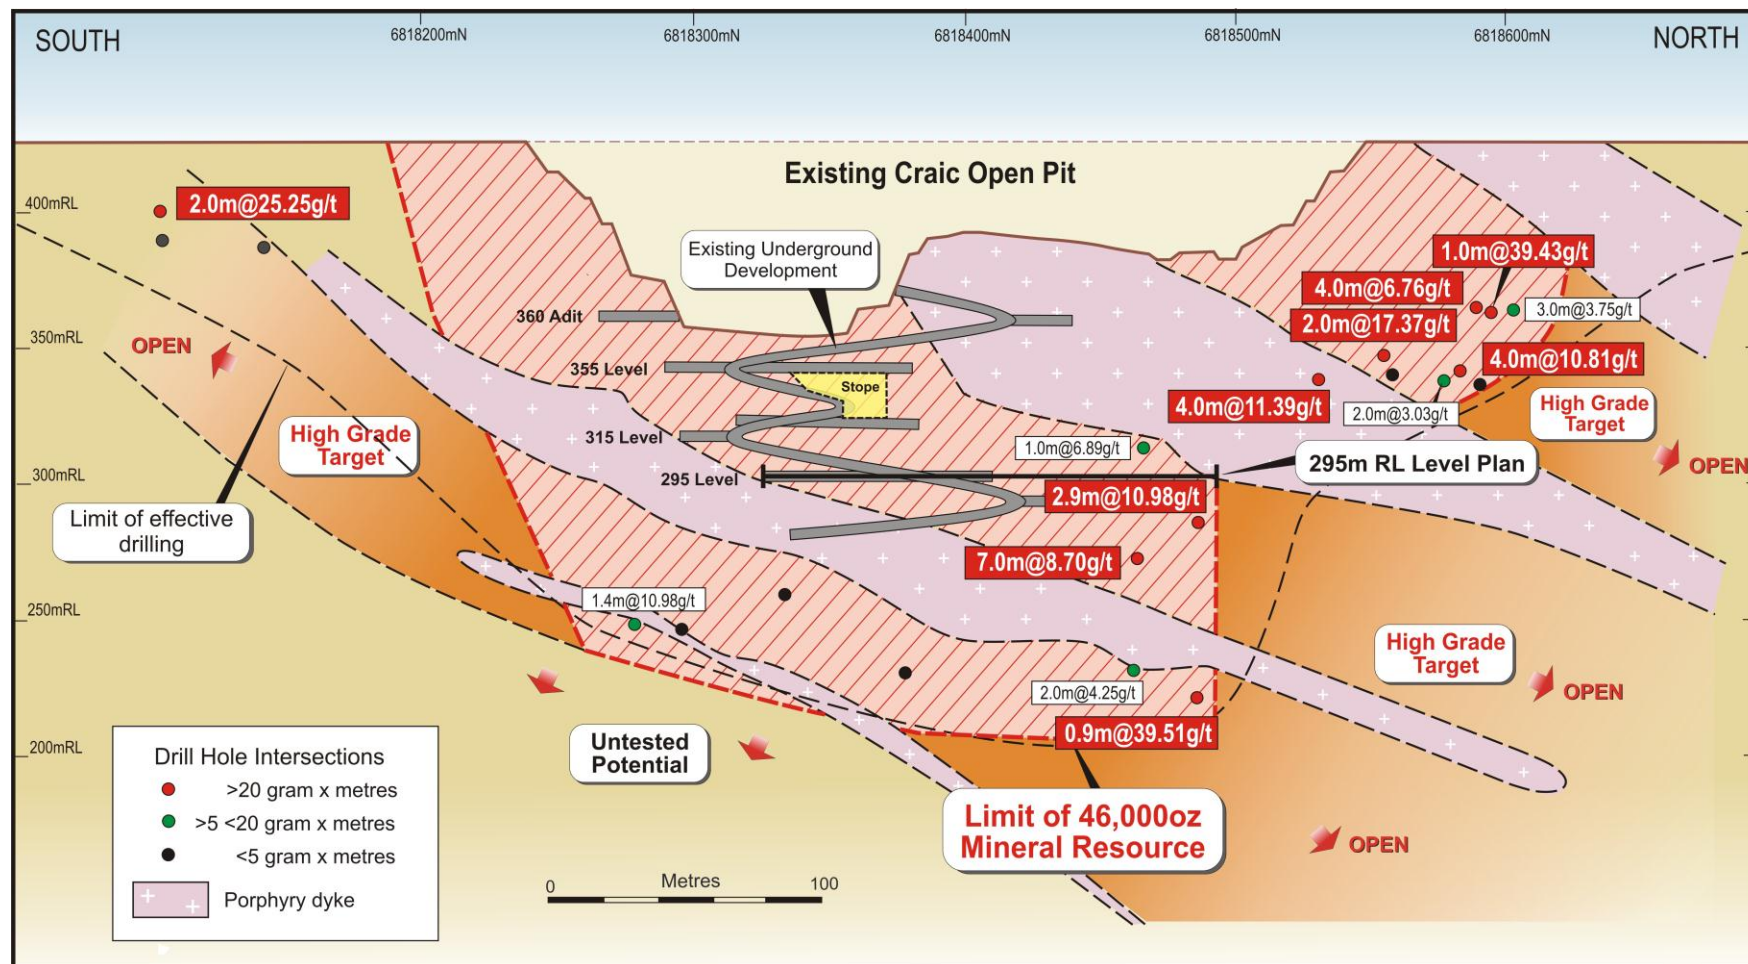 SOUTH
6818200mN
6818300mN
6818400mN
6818500mN
6818600mN
NORTH
Existing Craic Open Pit
400mRL
2.0m@25.25g/t
Existing Underground
Development
1.0m@39.43g/t
4.0m@6.76g/t
3.0m@3.75g/t
360 Adit
2.0m@17.37g/t
350mRL
OPEN
355 Level
Stope
4.0m@10.81g/t
4.0m@11.39g/t
2.0m@3.03g/t
High Grade
Target
High Grade
Target
315 Level
1.0m@6.89g/t
295m RL Level Plan
OPEN
300mRL
295 Level
2.9m@10.98g/t
Limit of effective
drilling
7.0m@8.70g/t
250mRL
1.4m@10.98g/t
High Grade
Target
OPEN
2.0m@4.25g/t
0.9m@39.51g/t
200mRL
Untested
Potential
Limit of 46,000oz
Mineral Resource
OPEN
Drill Hole Intersections
>20 gram x metres
>5 <20 gram x metres
<5 gram x metres
Porphyry dyke
Metres
0
100